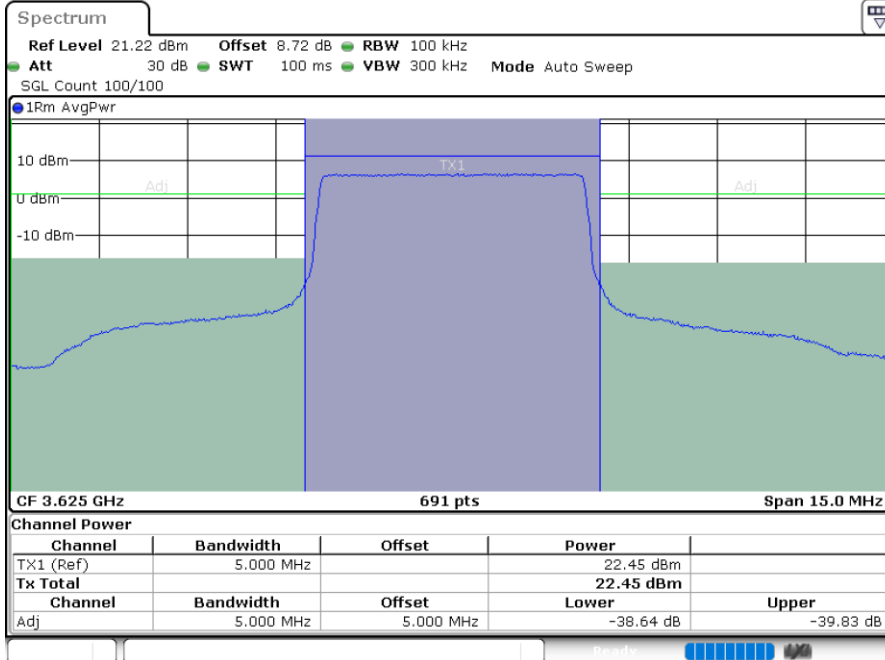 Spectrum
Ref Level 21.22 dBm Offset 8.72 dB RBW 100 kHz
Att 30 dB SWT 100 ms VBW 300 kHz Mode Auto Sweep
SGL Count 100/100
1Rm AvgPwr
10 dBm
TX1
Adj Adj
0 dBm
-10 dBm
CF 3.625 GHz 691 pts Span 15.0 MHz
Channel Power
Channel Bandwidth Offset Power
TX1 (Ref) 5.000 MHz 22.45 dBm
Tx Total 22.45 dBm
Channel Bandwidth Offset Lower Upper
Adj 5.000 MHz 5.000 MHz -38.64 dB -39.83 dB
Ready